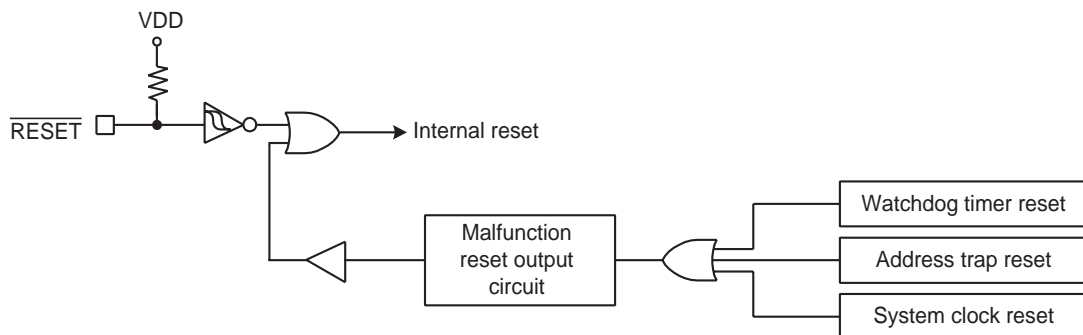 VDD
RESET
Internal reset
Watchdog timer reset
Malfunction
reset output
circuit
Address trap reset
System clock reset